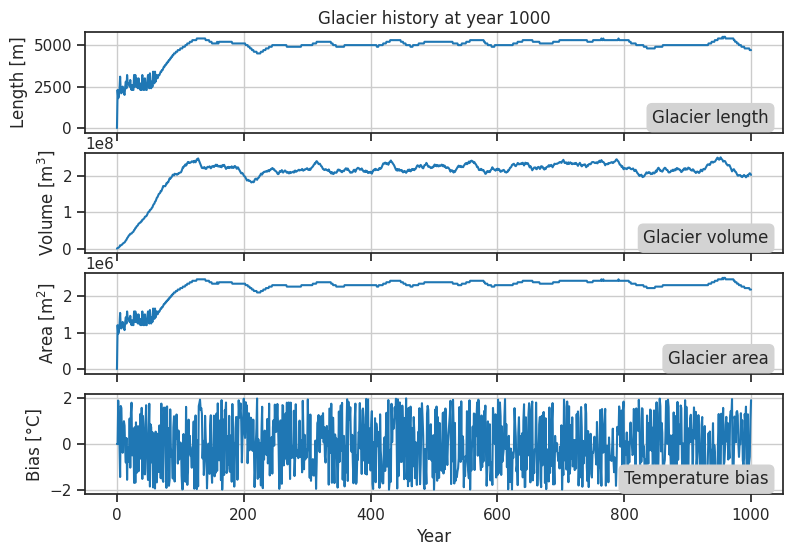 Glacier history at year 1000
Length [m]
5000
2500
0
Glacier length
1e8
Volume [m³]
2
1
0
Glacier volume
1e6
Area [m²]
2
1
0
Glacier area
Bias [°C]
2
0
−2
Temperature bias
0 200 400 600 800 1000
Year